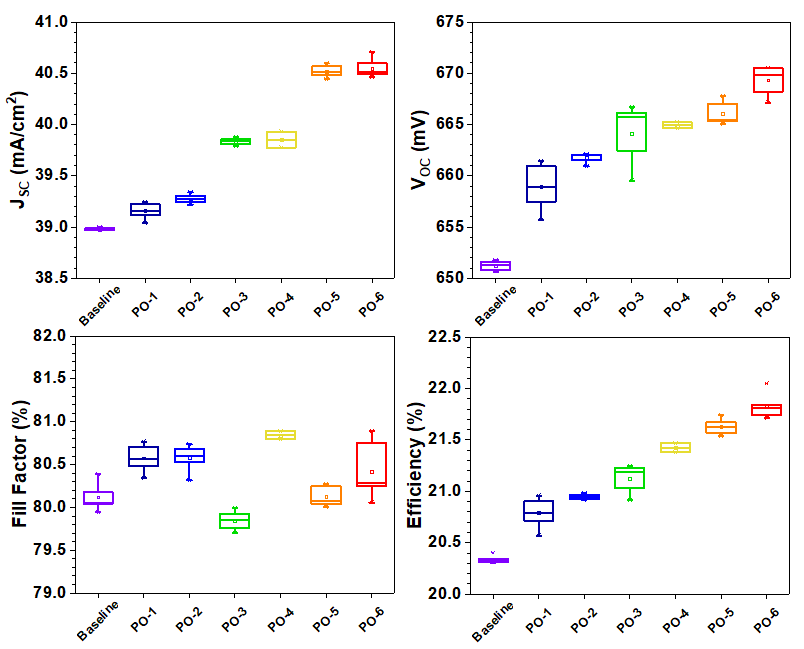 41.0
40.5
40.0
39.5
39.0
38.5
J_SC (mA/cm²)
Baseline
PO-1
PO-2
PO-3
PO-4
PO-5
PO-6
675
670
665
660
655
650
V_OC (mV)
Baseline
PO-1
PO-2
PO-3
PO-4
PO-5
PO-6
82.0
81.5
81.0
80.5
80.0
79.5
79.0
Fill Factor (%)
Baseline
PO-1
PO-2
PO-3
PO-4
PO-5
PO-6
22.5
22.0
21.5
21.0
20.5
20.0
Efficiency (%)
Baseline
PO-1
PO-2
PO-3
PO-4
PO-5
PO-6